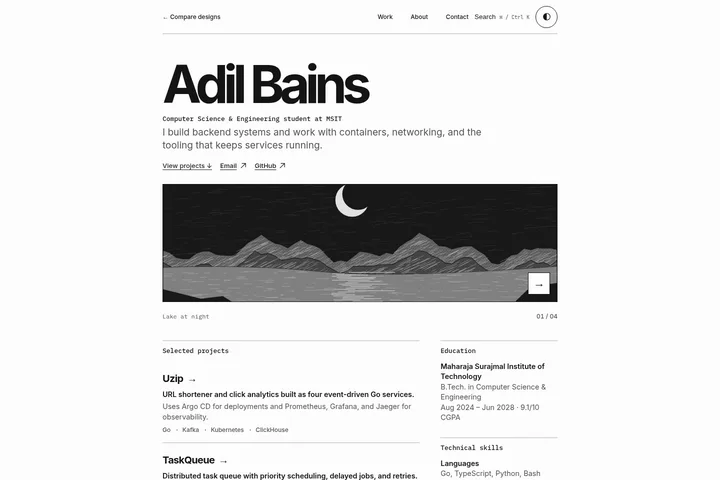 ← Compare designs
Work About Contact Search ⌘ / Ctrl K
Adil Bains
Computer Science & Engineering student at MSIT
I build backend systems and work with containers, networking, and the
tooling that keeps services running.
View projects ↓ Email ↗ GitHub ↗
→
Lake at night
01 / 04
Selected projects
Uzip →
URL shortener and click analytics built as four event-driven Go services.
Uses Argo CD for deployments and Prometheus, Grafana, and Jaeger for
observability.
Go · Kafka · Kubernetes · ClickHouse
TaskQueue →
Distributed task queue with priority scheduling, delayed jobs, and retries.
Education
Maharaja Surajmal Institute of
Technology
B.Tech. in Computer Science &
Engineering
Aug 2024 – Jun 2028 · 9.1/10
CGPA
Technical skills
Languages
Go, TypeScript, Python, Bash